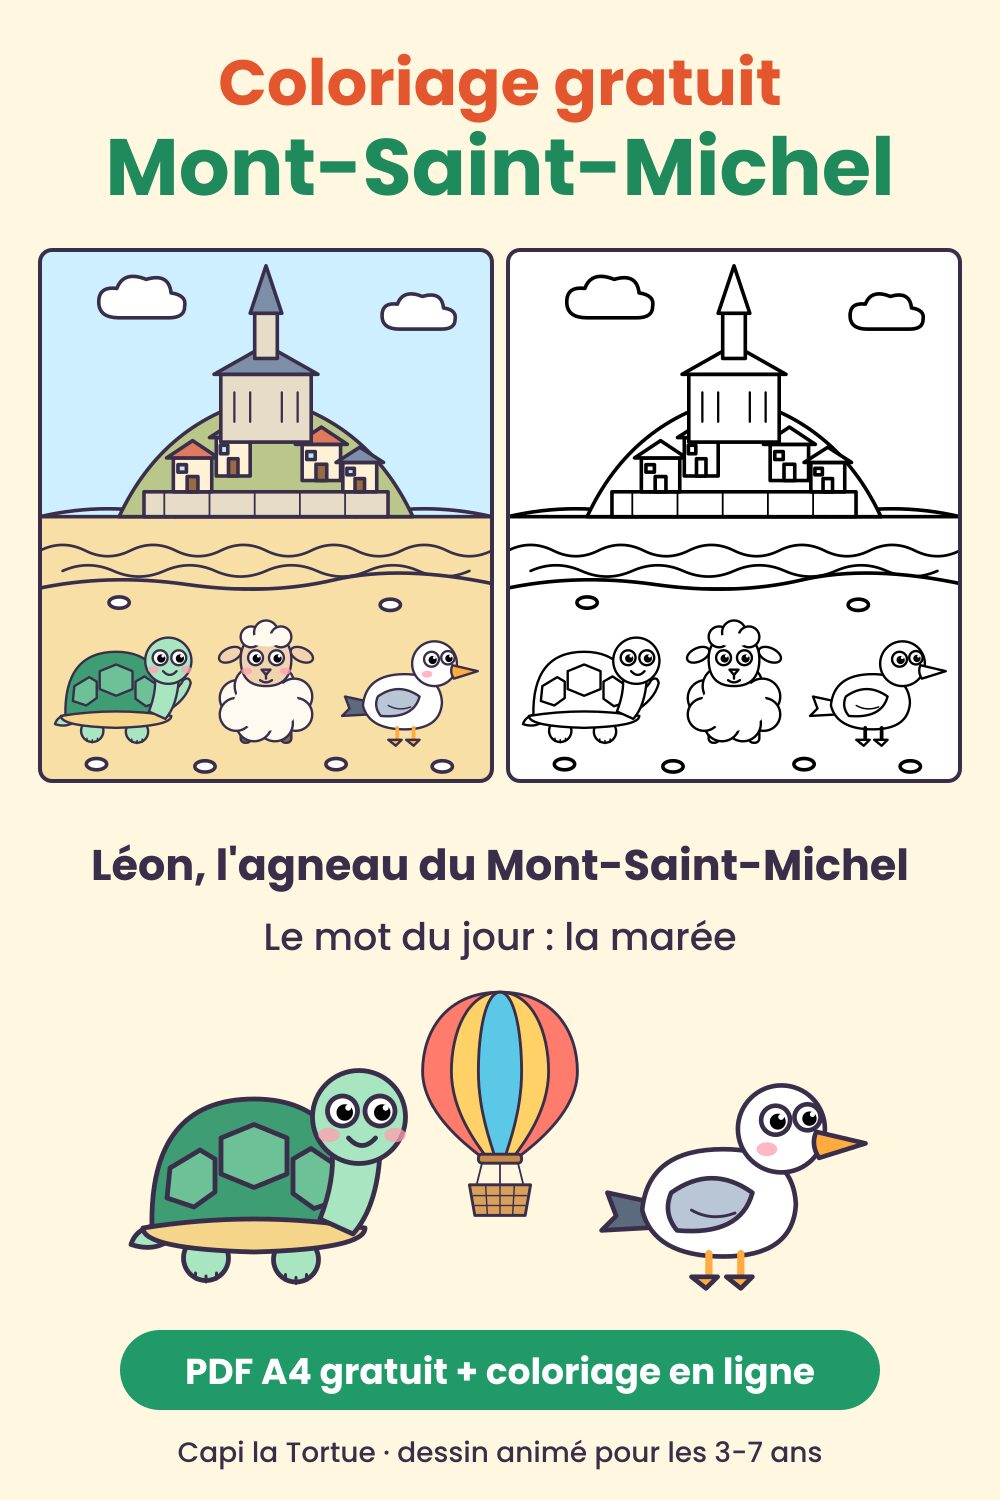 Coloriage gratuit
Mont-Saint-Michel
Léon, l'agneau du Mont-Saint-Michel
Le mot du jour : la marée
PDF A4 gratuit + coloriage en ligne
Capi la Tortue · dessin animé pour les 3-7 ans